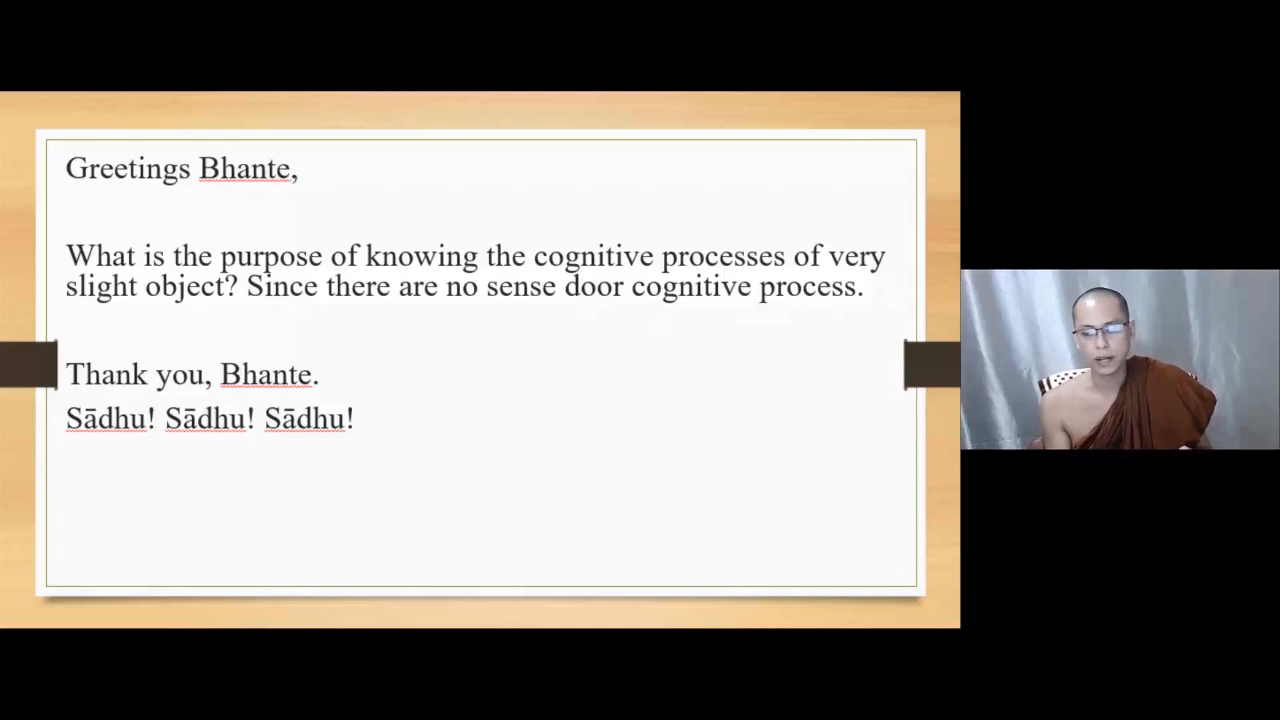 Greetings Bhante,
What is the purpose of knowing the cognitive processes of very
slight object? Since there are no sense door cognitive process.
Thank you, Bhante.
Sādhu! Sādhu! Sādhu!